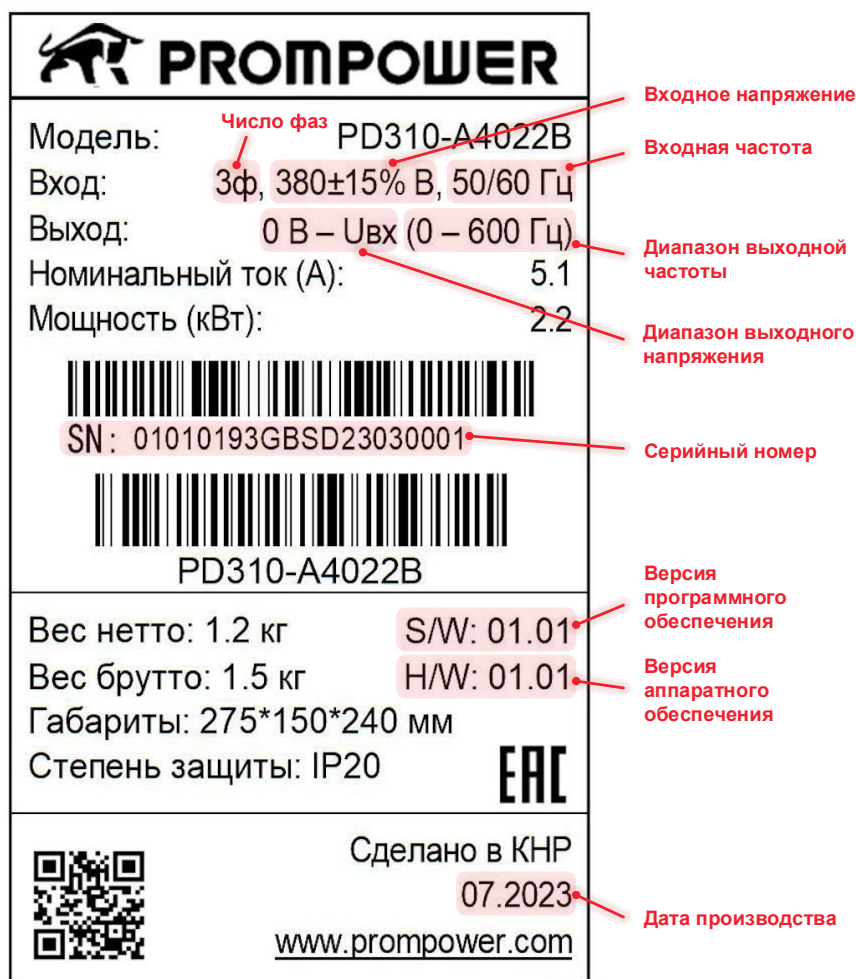 PROMPOWER
Входное напряжение
Число фаз
Модель: PD310-A4022B
Входная частота
Вход: 3ф, 380±15% В, 50/60 Гц
Выход: 0 В – Uвх (0 – 600 Гц)
Диапазон выходной
частоты
Номинальный ток (А): 5.1
Мощность (кВт): 2.2
Диапазон выходного
напряжения
SN: 01010193GBSD23030001
Серийный номер
PD310-A4022B
Версия
программного
обеспечения
Вес нетто: 1.2 кг S/W: 01.01
Вес брутто: 1.5 кг H/W: 01.01
Версия
аппаратного
обеспечения
Габариты: 275*150*240 мм
Степень защиты: IP20
EAC
Сделано в КНР
07.2023
Дата производства
www.prompower.com